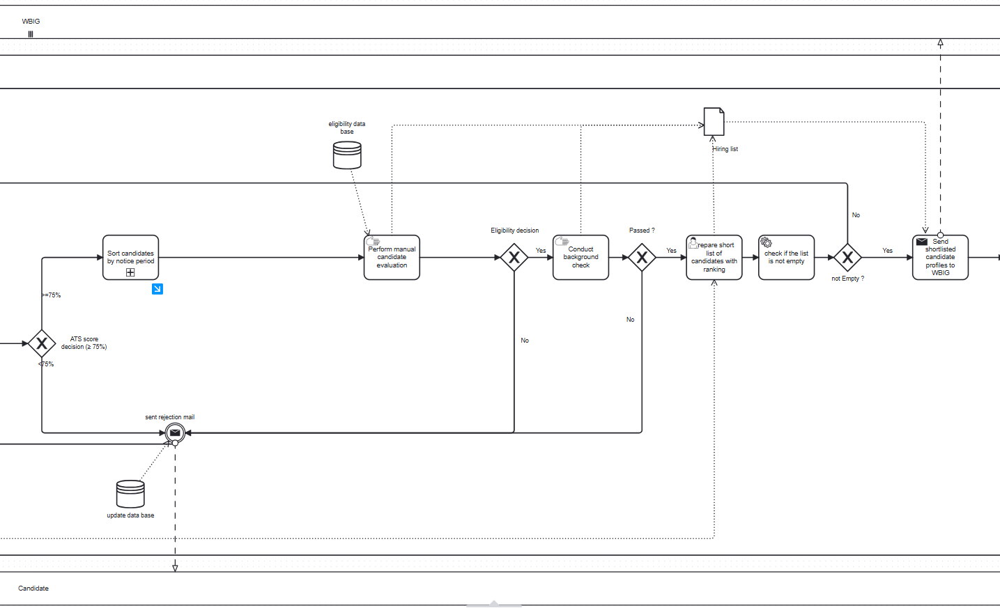 WBIG
eligibility data
base
Hiring list
No
Eligibility decision
Passed ?
Sort candidates
by notice period
Perform manual
candidate
evaluation
Yes
Conduct
background
check
Yes
repare short
list of
candidates with
ranking
check if the list
is not empty
Yes
Send
shortlisted
candidate
profiles to
WBIG
not Empty ?
>=75%
No
ATS score
decision (≥ 75%)
No
<75%
sent rejection mail
update data base
Candidate